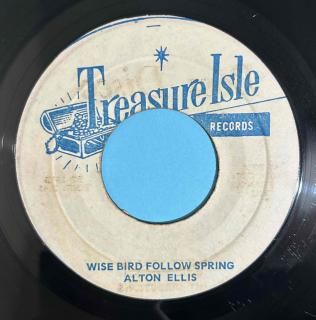 Treasure Isle
RECORDS
WISE BIRD FOLLOW SPRING
ALTON ELLIS